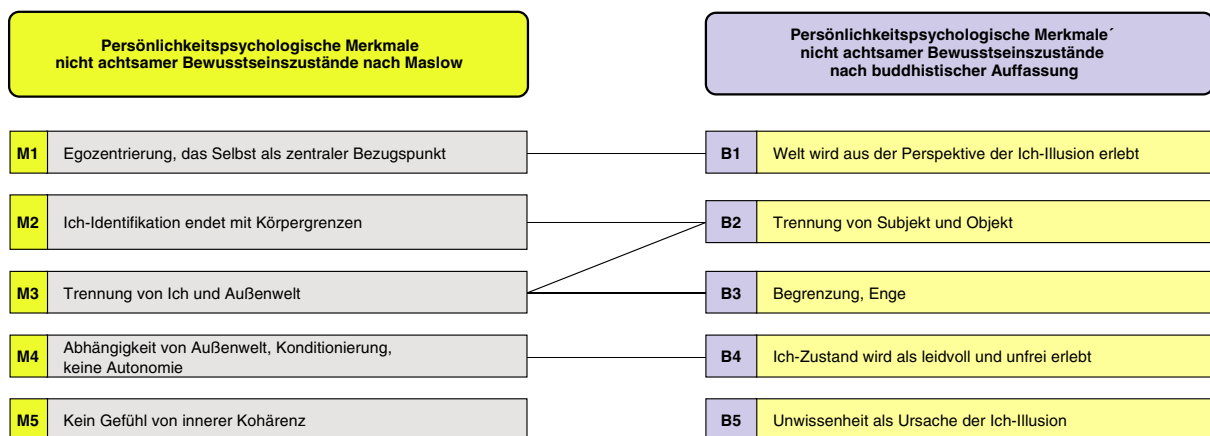 Persönlichkeitspsychologische Merkmale
nicht achtsamer Bewusstseinszustände nach Maslow
Persönlichkeitspsychologische Merkmale´
nicht achtsamer Bewusstseinszustände
nach buddhistischer Auffassung
M1 Egozentrierung, das Selbst als zentraler Bezugspunkt
B1 Welt wird aus der Perspektive der Ich-Illusion erlebt
M2 Ich-Identifikation endet mit Körpergrenzen
B2 Trennung von Subjekt und Objekt
M3 Trennung von Ich und Außenwelt
B3 Begrenzung, Enge
M4 Abhängigkeit von Außenwelt, Konditionierung,
keine Autonomie
B4 Ich-Zustand wird als leidvoll und unfrei erlebt
M5 Kein Gefühl von innerer Kohärenz
B5 Unwissenheit als Ursache der Ich-Illusion